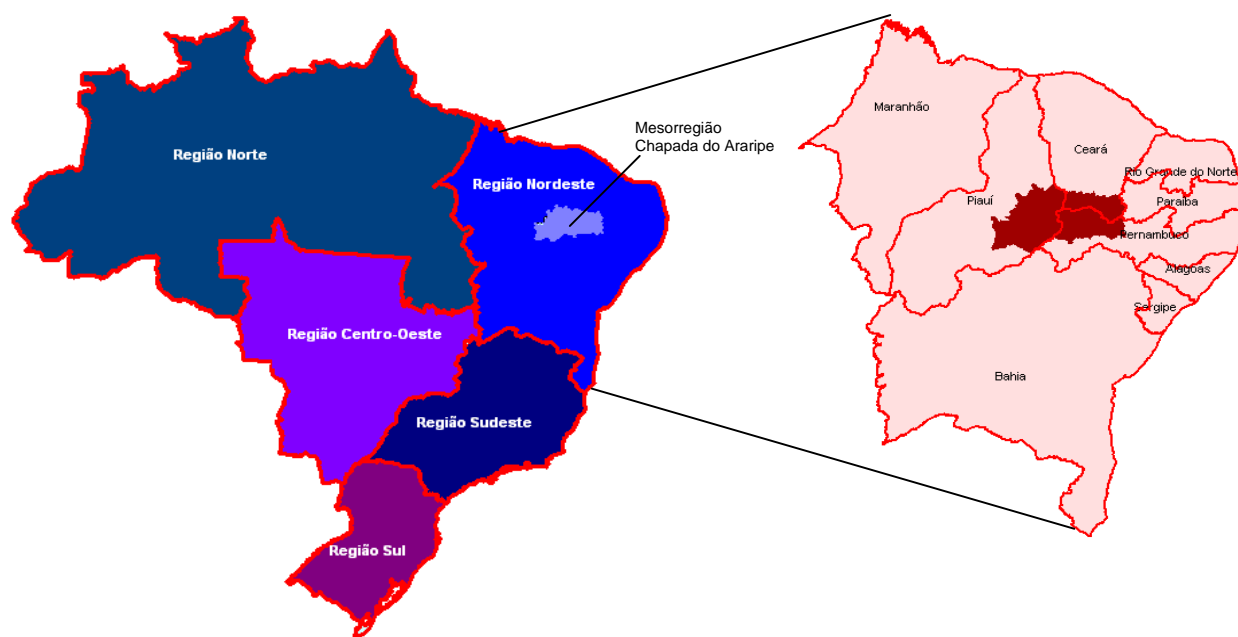 Região Norte
Região Nordeste
Região Centro-Oeste
Região Sudeste
Região Sul
Mesorregião
Chapada do Araripe
Maranhão
Ceará
Rio Grande do Norte
Piauí
Paraiba
Pernambuco
Alagoas
Sergipe
Bahia